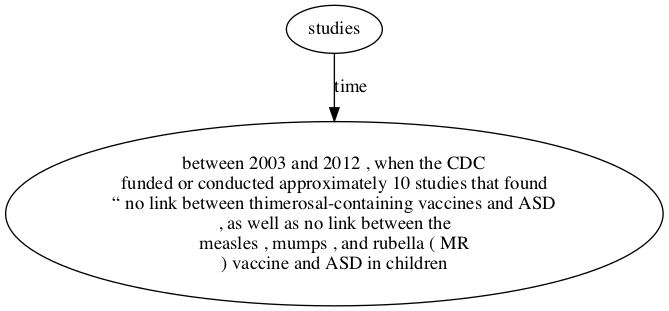 studies
time
between 2003 and 2012 , when the CDC
funded or conducted approximately 10 studies that found
“ no link between thimerosal-containing vaccines and ASD
, as well as no link between the
measles , mumps , and rubella ( MR
) vaccine and ASD in children